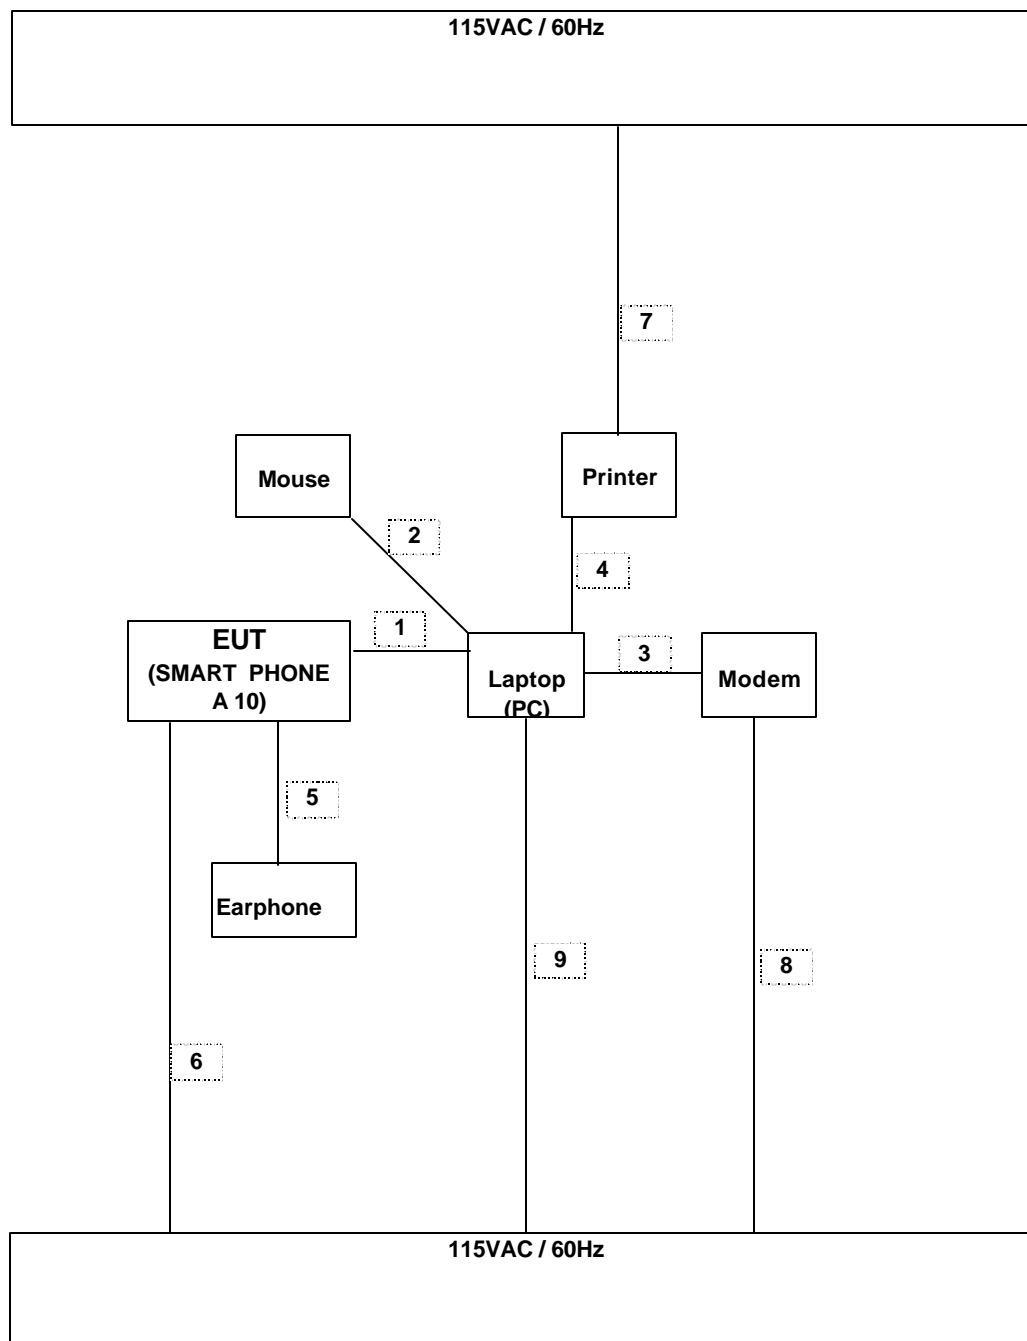 115VAC / 60Hz
7
Mouse
Printer
2
4
1
EUT
(SMART PHONE
A 10)
3
Laptop
(PC)
Modem
5
Earphone
9
8
6
115VAC / 60Hz